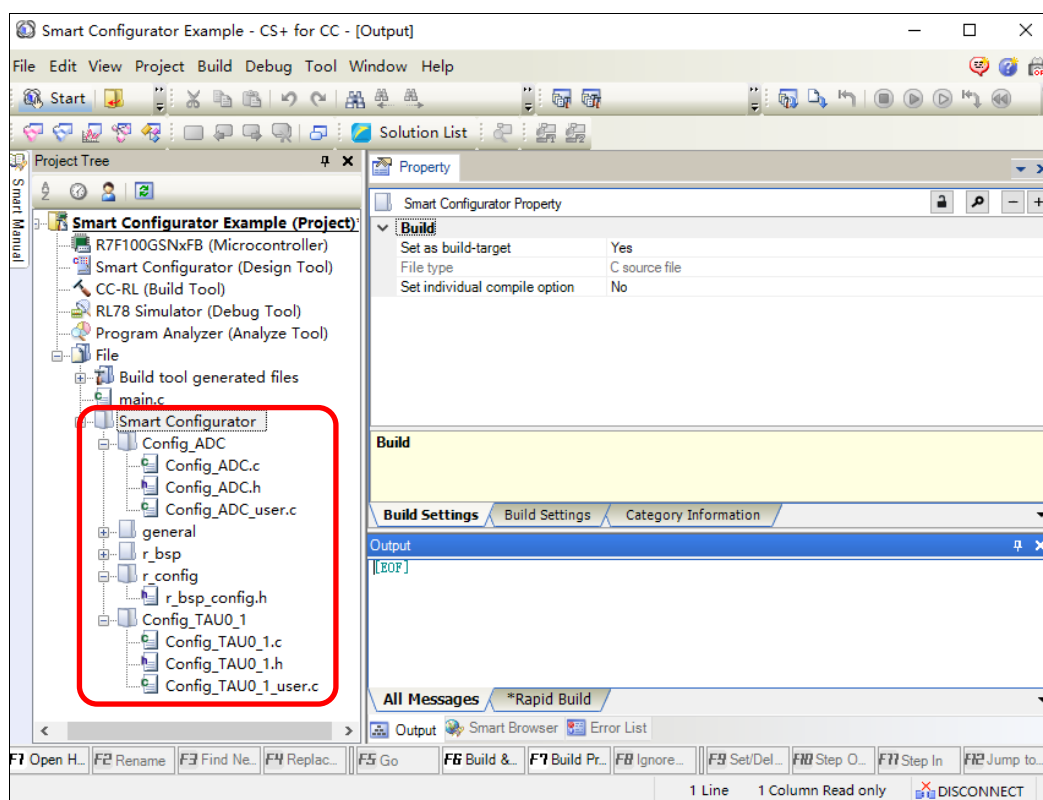 Smart Configurator Example - CS+ for CC - [Output]
File Edit View Project Build Debug Tool Window Help
Start
Solution List
Smart Manual
Project Tree
Smart Configurator Example (Project)*
R7F100GSNxFB (Microcontroller)
Smart Configurator (Design Tool)
CC-RL (Build Tool)
RL78 Simulator (Debug Tool)
Program Analyzer (Analyze Tool)
File
Build tool generated files
main.c
Smart Configurator
Config_ADC
Config_ADC.c
Config_ADC.h
Config_ADC_user.c
general
r_bsp
r_config
r_bsp_config.h
Config_TAU0_1
Config_TAU0_1.c
Config_TAU0_1.h
Config_TAU0_1_user.c
Property
Smart Configurator Property
Build
Set as build-target Yes
File type C source file
Set individual compile option No
Build
Build Settings Build Settings Category Information
Output
[EOF]
All Messages *Rapid Build
Output Smart Browser Error List
F1 Open H... F2 Rename F3 Find Ne... F4 Replac... F5 Go F6 Build &... F7 Build Pr... F8 Ignore... F9 Set/Del... F10 Step O... F11 Step In F12 Jump to...
1 Line 1 Column Read only DISCONNECT